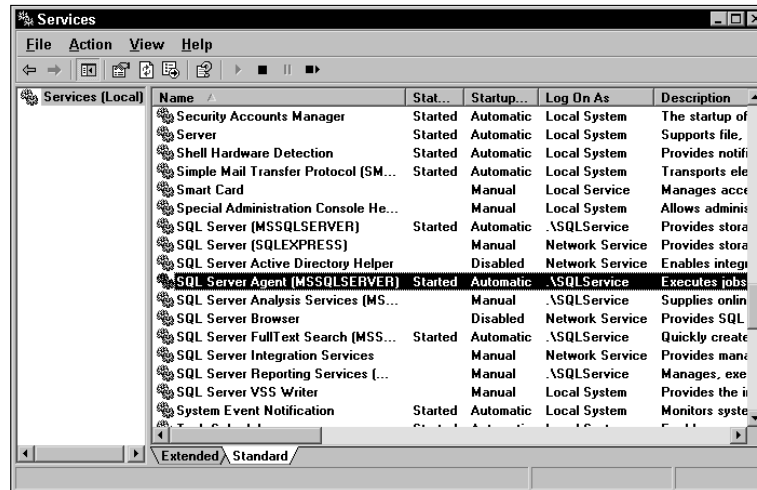 Services
File Action View Help
Services (Local)
Name Stat... Startup... Log On As Description
Security Accounts Manager Started Automatic Local System The startup of
Server Started Automatic Local System Supports file,
Shell Hardware Detection Started Automatic Local System Provides notifi
Simple Mail Transfer Protocol (SM... Started Automatic Local System Transports ele
Smart Card Manual Local Service Manages acce
Special Administration Console He... Manual Local System Allows adminis
SQL Server (MSSQLSERVER) Started Automatic .\SQLService Provides stora
SQL Server (SQLEXPRESS) Manual Network Service Provides stora
SQL Server Active Directory Helper Disabled Network Service Enables integr
SQL Server Agent (MSSQLSERVER) Started Automatic .\SQLService Executes jobs
SQL Server Analysis Services (MS... Manual .\SQLService Supplies onlin
SQL Server Browser Disabled Network Service Provides SQL
SQL Server FullText Search (MSS... Started Automatic .\SQLService Quickly create
SQL Server Integration Services Manual Network Service Provides mana
SQL Server Reporting Services (... Manual .\SQLService Manages, exe
SQL Server VSS Writer Manual Local System Provides the i
System Event Notification Started Automatic Local System Monitors syste
Extended Standard